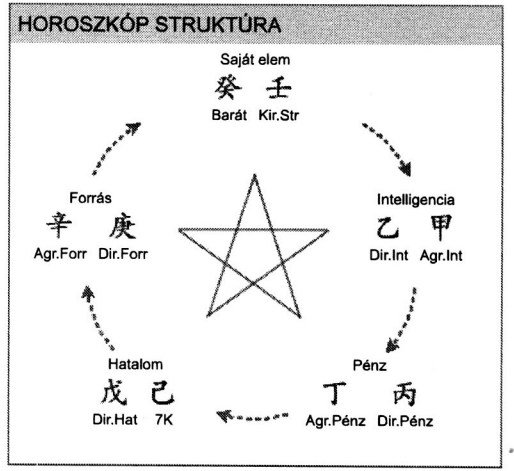 HOROSZKÓP STRUKTÚRA
Saját elem
癸 壬
Barát Kir.Str
Forrás
辛 庚
Agr.Forr Dir.Forr
Intelligencia
乙 甲
Dir.Int Agr.Int
Hatalom
戊 己
Dir.Hat 7K
Pénz
丁 丙
Agr.Pénz Dir.Pénz